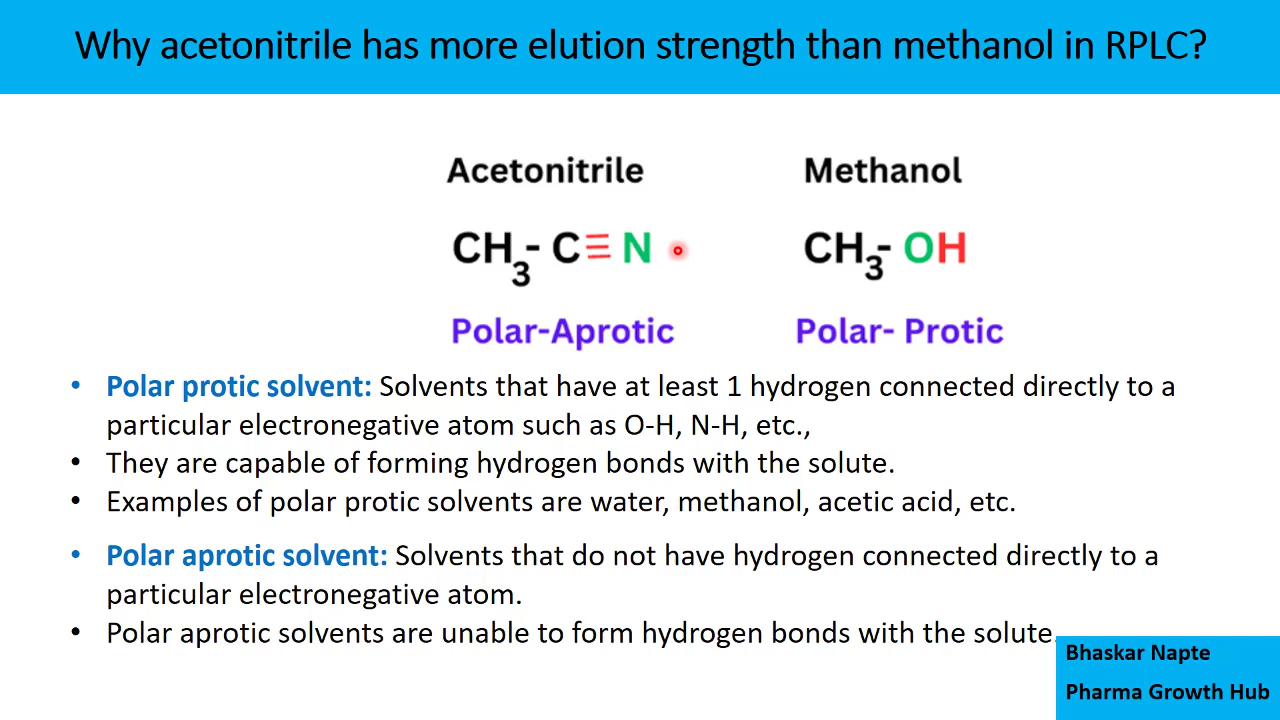 Why acetonitrile has more elution strength than methanol in RPLC?
Acetonitrile Methanol
CH₃- C≡N CH₃- OH
Polar-Aprotic Polar- Protic
• Polar protic solvent: Solvents that have at least 1 hydrogen connected directly to a
particular electronegative atom such as O-H, N-H, etc.,
• They are capable of forming hydrogen bonds with the solute.
• Examples of polar protic solvents are water, methanol, acetic acid, etc.
• Polar aprotic solvent: Solvents that do not have hydrogen connected directly to a
particular electronegative atom.
• Polar aprotic solvents are unable to form hydrogen bonds with the solute.
Bhaskar Napte
Pharma Growth Hub